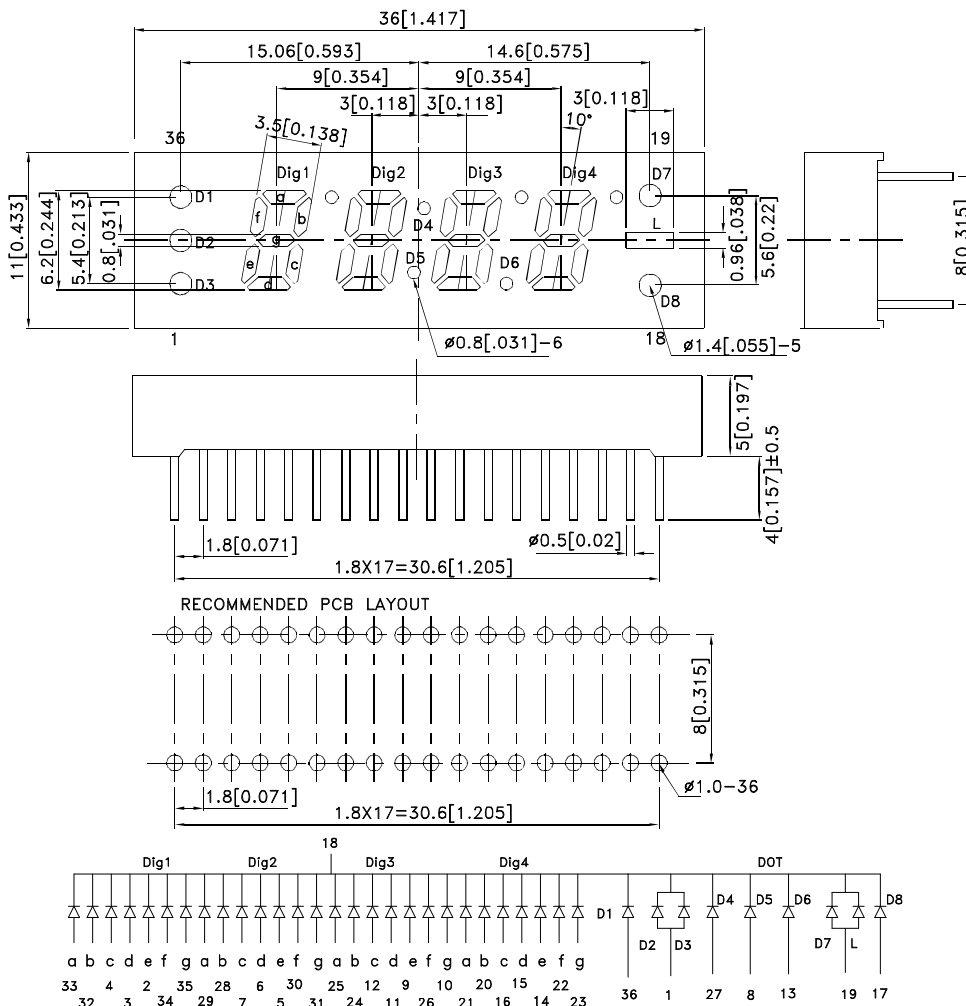 36[1.417]
15.06[0.593] 14.6[0.575]
9[0.354] 9[0.354]
3[0.118] 3[0.118] 3[0.118]
3.5[0.138] 10°
36 19
Dig1 Dig2 Dig3 Dig4 D7
D1 a L
f b D4
D2 g
e c D5 D6
D3 d D8
11[0.433]
6.2[0.244]
5.4[0.213]
0.8[.031]
0.96[.038]
5.6[0.22]
8[0.315]
1 18
ø0.8[.031]-6 ø1.4[.055]-5
5[0.197]
4[0.157]±0.5
1.8[0.071] ø0.5[0.02]
1.8X17=30.6[1.205]
RECOMMENDED PCB LAYOUT
8[0.315]
1.8[0.071] ø1.0-36
1.8X17=30.6[1.205]
18
Dig1 Dig2 Dig3 Dig4 DOT
D1 D4 D5 D6 D8
D2 D3 D7 L
a b c d e f g a b c d e f g a b c d e f g a b c d e f g
33 4 2 35 28 6 30 25 12 9 10 20 15 22 36 1 27 8 13 19 17
32 3 34 29 7 5 31 24 11 26 21 16 14 23